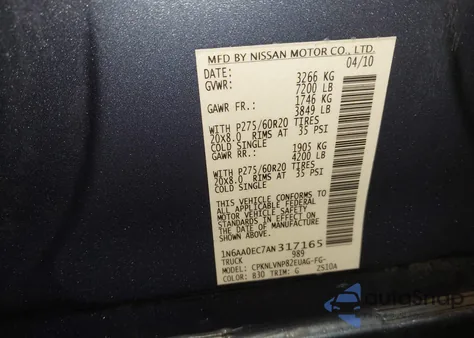 MFD BY NISSAN MOTOR CO., LTD.
DATE: 04/10
GVWR: 3266 KG
7200 LB
GAWR FR.: 1746 KG
3849 LB
WITH P275/60R20 TIRES
20x8.0 RIMS AT 35 PSI
COLD SINGLE
GAWR RR.: 1905 KG
4200 LB
WITH P275/60R20 TIRES
20x8.0 RIMS AT 35 PSI
COLD SINGLE
THIS VEHICLE CONFORMS TO
ALL APPLICABLE FEDERAL
MOTOR VEHICLE SAFETY
STANDARDS IN EFFECT ON
THE DATE OF MANUFACTURE
SHOWN ABOVE.
1N6AA0EC7AN317165
TRUCK 989
MODEL: CPKNLVNP82EUAG-FG-
COLOR: B30 TRIM: G 2S10A
AutoSnap